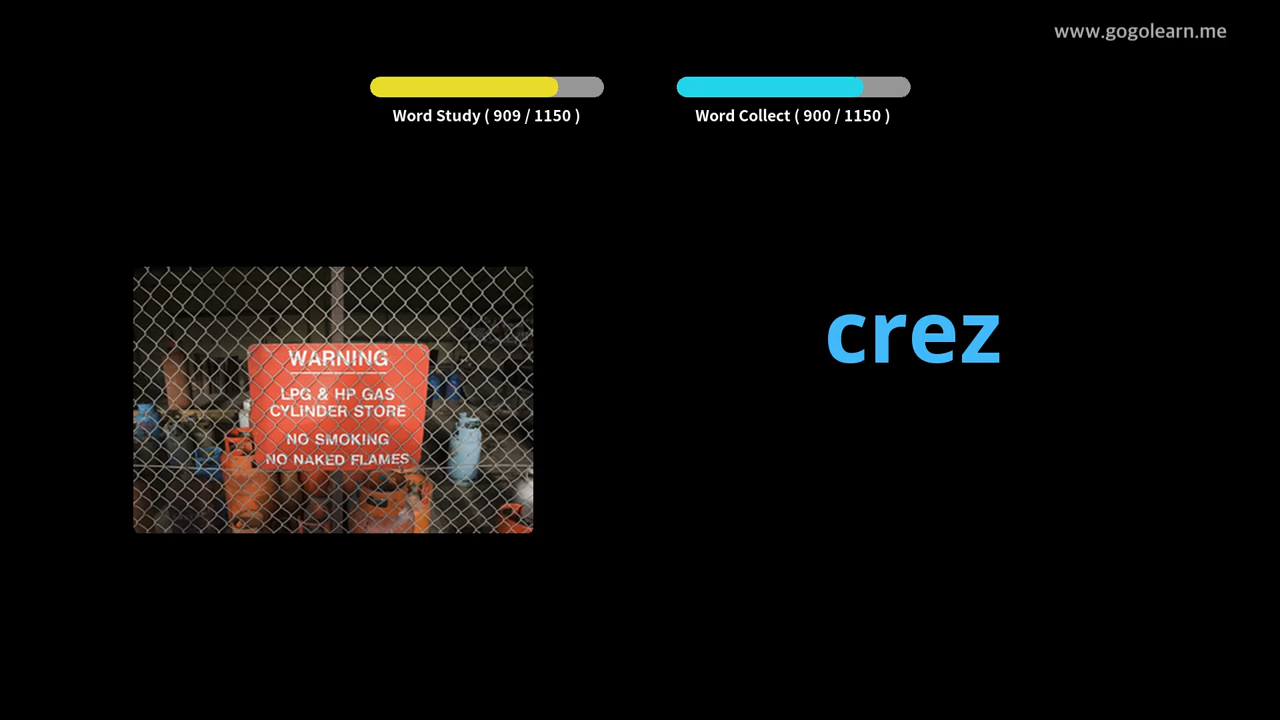 www.gogolearn.me
Word Study ( 909 / 1150 )
Word Collect ( 900 / 1150 )
crez
WARNING
LPG & HP GAS
CYLINDER STORE
NO SMOKING
NO NAKED FLAMES